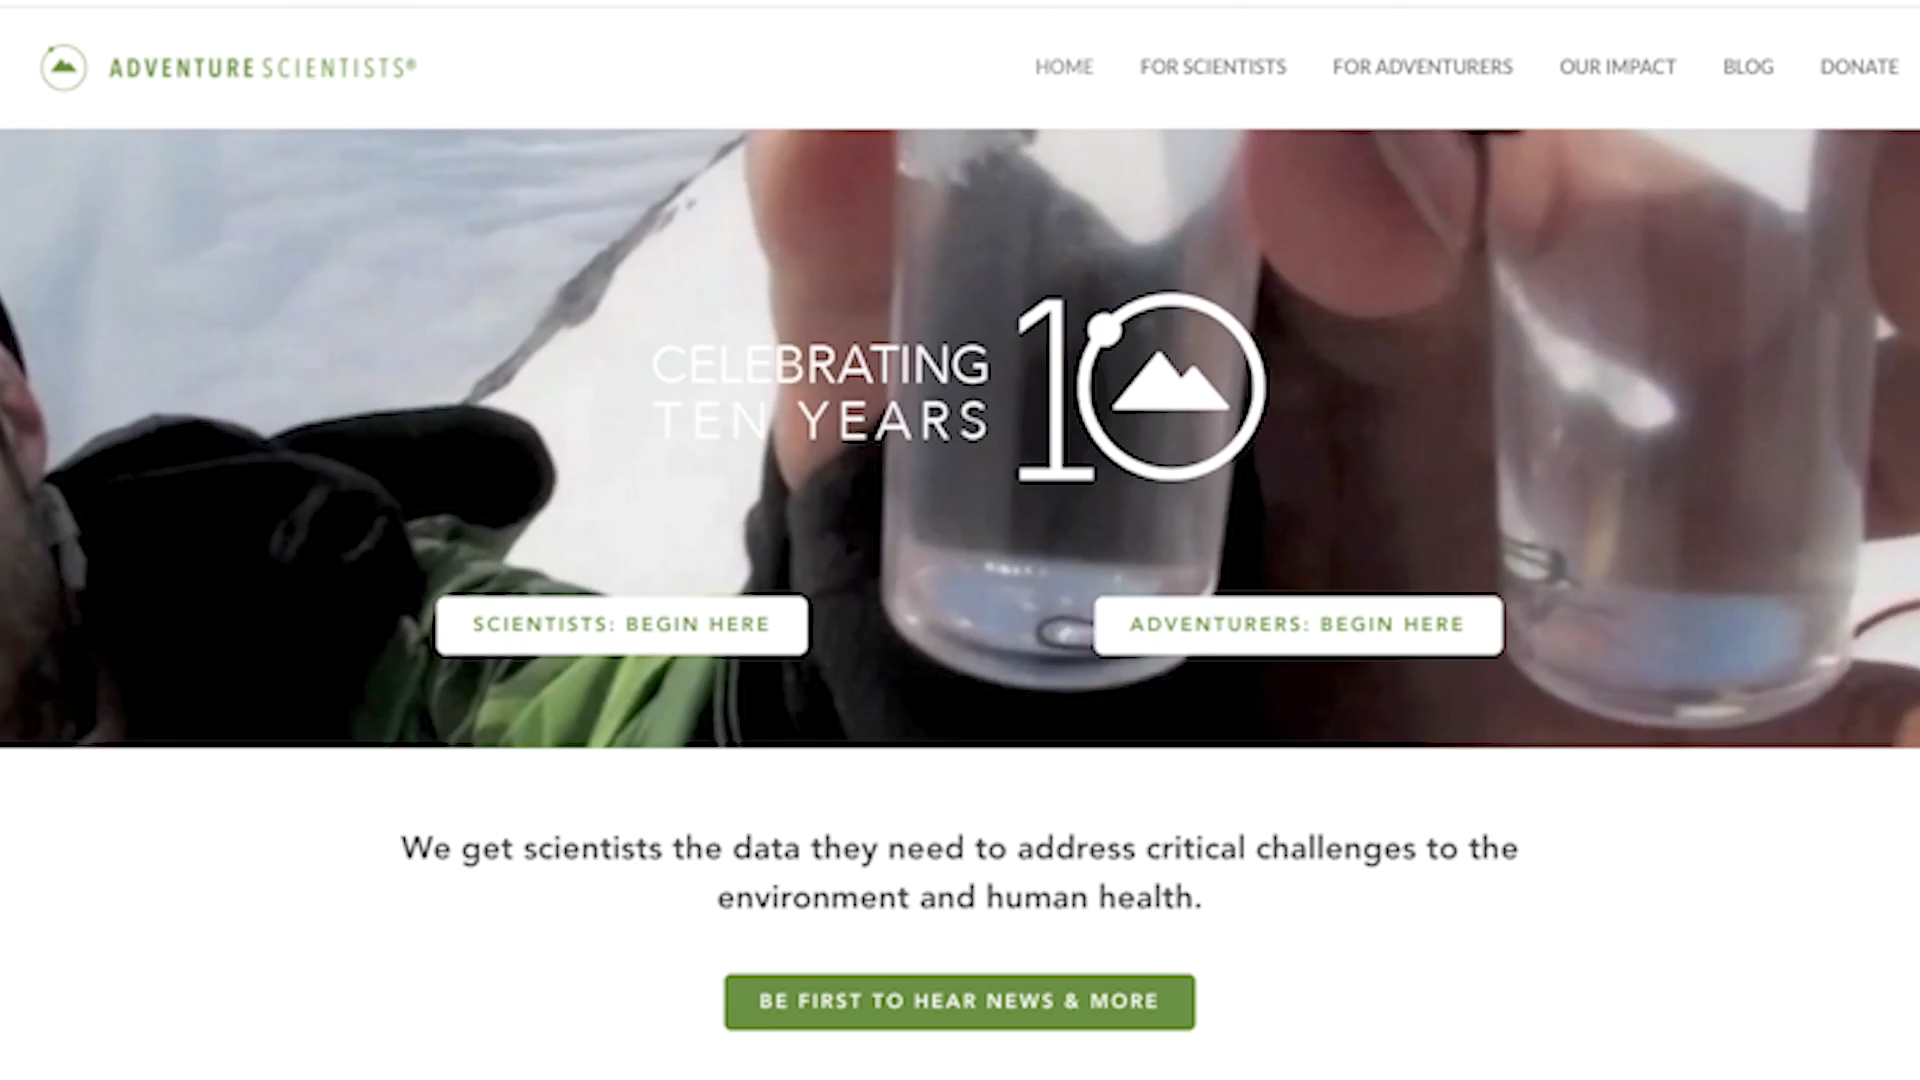 ADVENTURE SCIENTISTS®
HOME FOR SCIENTISTS FOR ADVENTURERS OUR IMPACT BLOG DONATE
CELEBRATING
TEN YEARS
10
SCIENTISTS: BEGIN HERE
ADVENTURERS: BEGIN HERE
We get scientists the data they need to address critical challenges to the
environment and human health.
BE FIRST TO HEAR NEWS & MORE